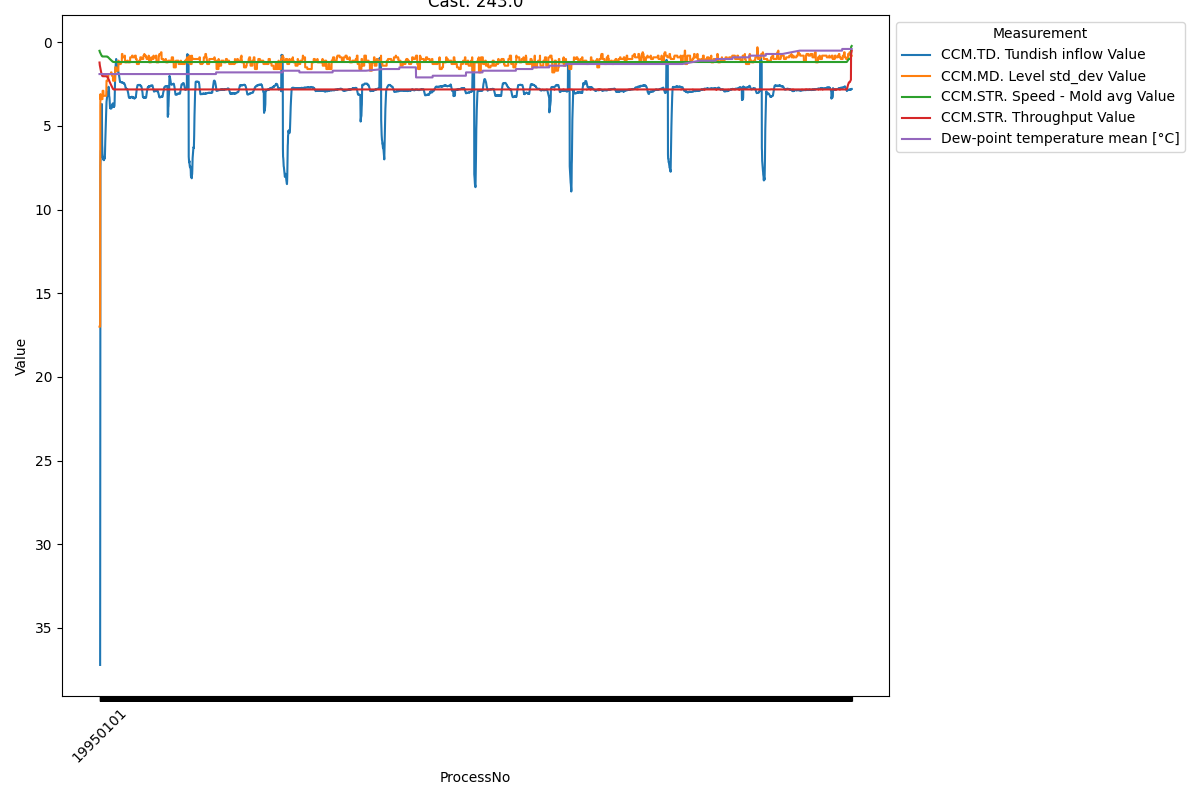 Cast: 243.0
Measurement
CCM.TD. Tundish inflow Value
CCM.MD. Level std_dev Value
CCM.STR. Speed - Mold avg Value
CCM.STR. Throughput Value
Dew-point temperature mean [°C]
0
5
10
15
20
25
30
35
Value
19950101
ProcessNo